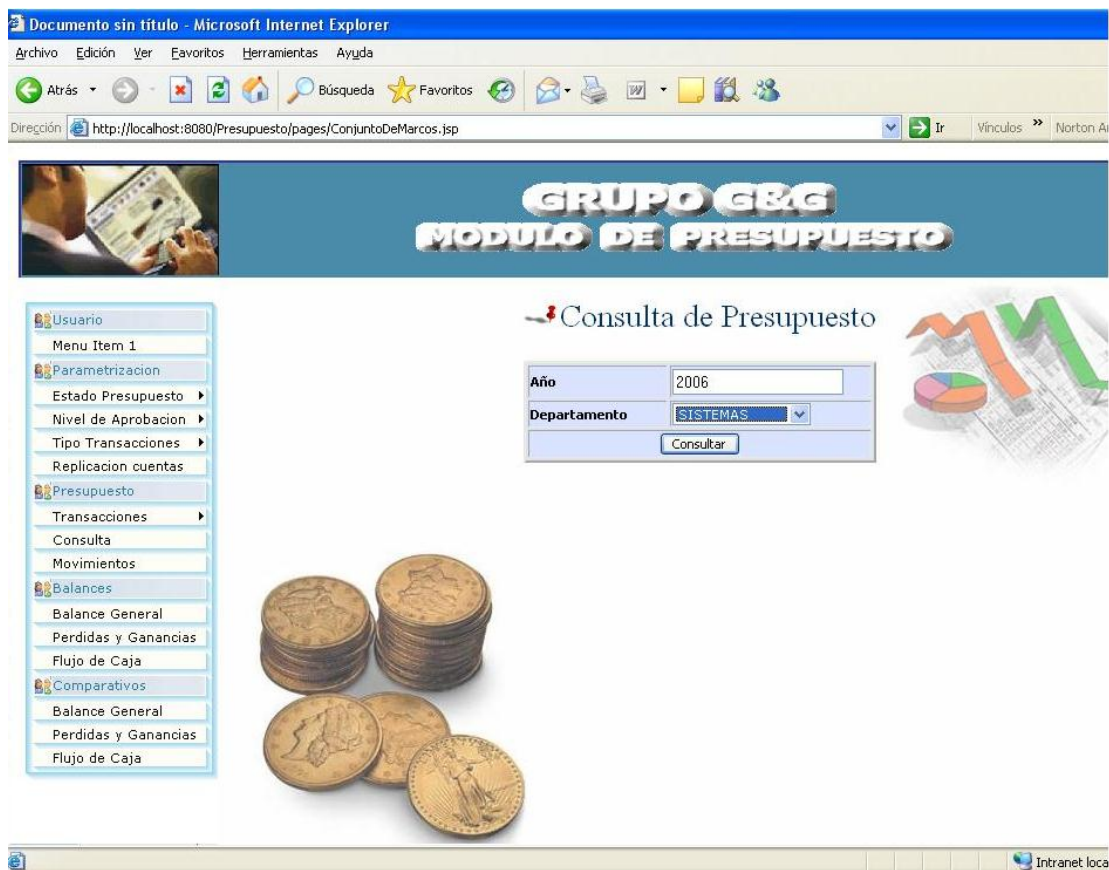 Documento sin título - Microsoft Internet Explorer
Archivo Edición Ver Favoritos Herramientas Ayuda
Atrás Búsqueda Favoritos
Dirección http://localhost:8080/Presupuesto/pages/ConjuntoDeMarcos.jsp Ir Vínculos » Norton A
GRUPO G&G
MODULO DE PRESUPUESTO
Usuario
Menu Item 1
Parametrizacion
Estado Presupuesto
Nivel de Aprobacion
Tipo Transacciones
Replicacion cuentas
Presupuesto
Transacciones
Consulta
Movimientos
Balances
Balance General
Perdidas y Ganancias
Flujo de Caja
Comparativos
Balance General
Perdidas y Ganancias
Flujo de Caja
Consulta de Presupuesto
Año 2006
Departamento SISTEMAS
Consultar
Intranet loca